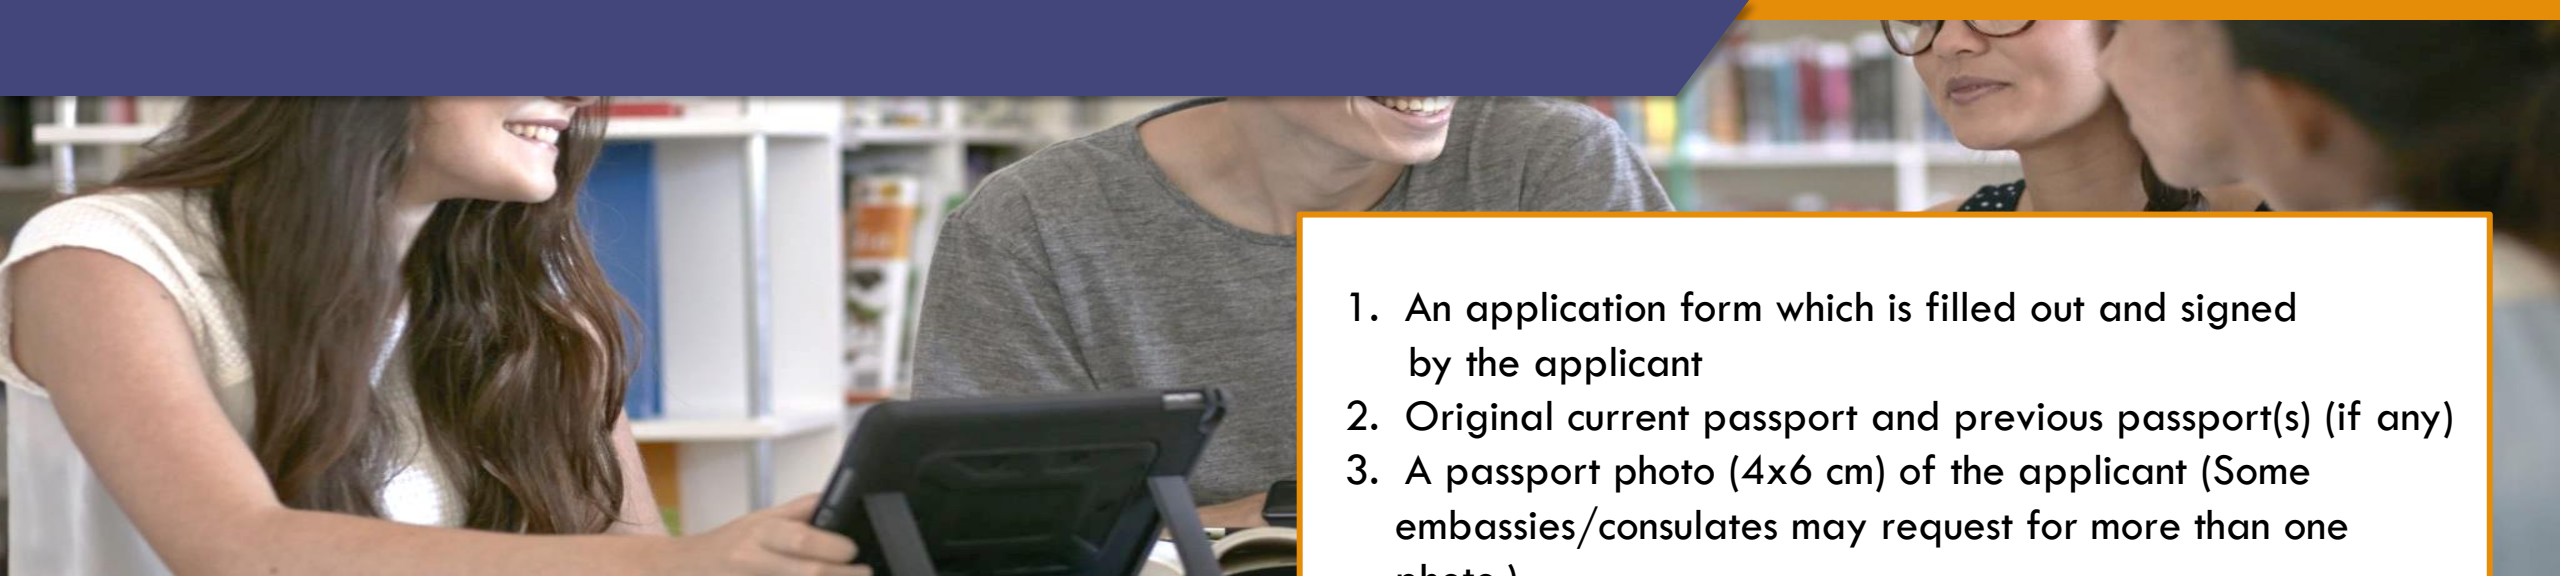 1. An application form which is filled out and signed
by the applicant
2. Original current passport and previous passport(s) (if any)
3. A passport photo (4x6 cm) of the applicant (Some
embassies/consulates may request for more than one
photo.)